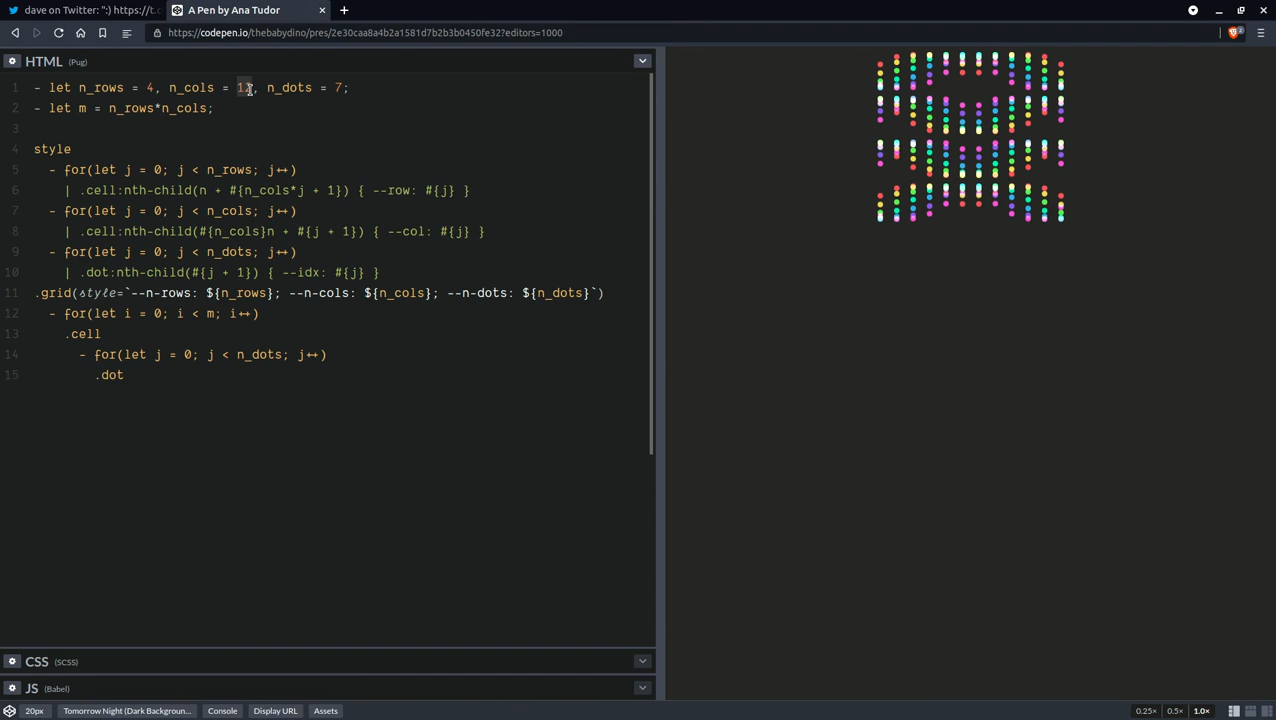 dave on Twitter: ":) https://t.c
A Pen by Ana Tudor
https://codepen.io/thebabydino/pres/2e30caa8a4b2a1581d7b2b3b0450fe32?editors=1000
HTML (Pug)
1 - let n_rows = 4, n_cols = 12, n_dots = 7;
2 - let m = n_rows*n_cols;
3
4 style
5 - for(let j = 0; j < n_rows; j++)
6 | .cell:nth-child(n + #{n_cols*j + 1}) { --row: #{j} }
7 - for(let j = 0; j < n_cols; j++)
8 | .cell:nth-child(#{n_cols}n + #{j + 1}) { --col: #{j} }
9 - for(let j = 0; j < n_dots; j++)
10 | .dot:nth-child(#{j + 1}) { --idx: #{j} }
11 .grid(style=`--n-rows: ${n_rows}; --n-cols: ${n_cols}; --n-dots: ${n_dots}`)
12 - for(let i = 0; i < m; i++)
13 .cell
14 - for(let j = 0; j < n_dots; j++)
15 .dot
CSS (SCSS)
JS (Babel)
20px Tomorrow Night (Dark Backgroun... Console Display URL Assets 0.25× 0.5× 1.0×